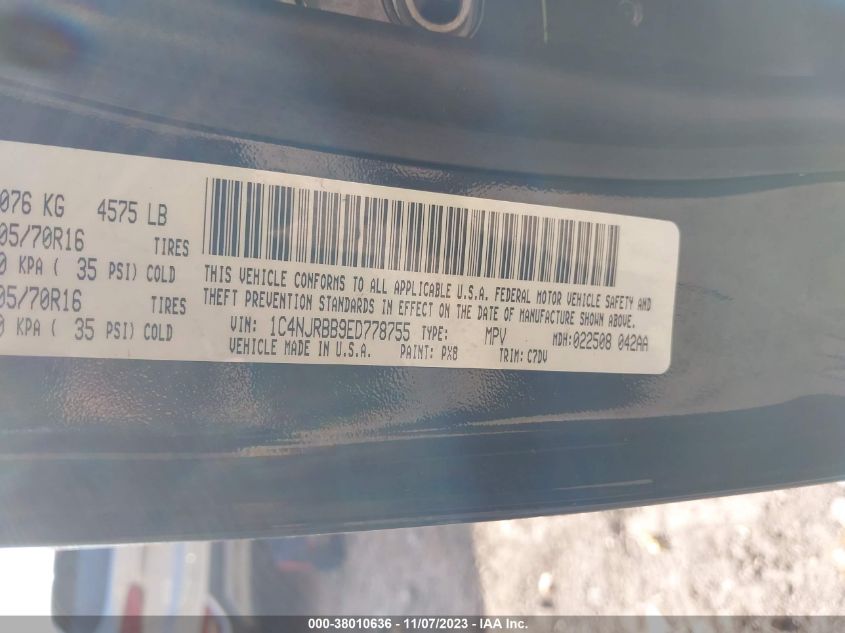 076 KG 4575 LB
05/70R16 TIRES
0 KPA ( 35 PSI) COLD
05/70R16 TIRES
0 KPA ( 35 PSI) COLD
THIS VEHICLE CONFORMS TO ALL APPLICABLE U.S.A. FEDERAL MOTOR VEHICLE SAFETY AND
THEFT PREVENTION STANDARDS IN EFFECT ON THE DATE OF MANUFACTURE SHOWN ABOVE.
VIN: 1C4NJRBB9ED778755 TYPE: MPV MDH:022508 042AA
VEHICLE MADE IN U.S.A. PAINT: PX8 TRIM: C7DV
000-38010636 - 11/07/2023 - IAA Inc.